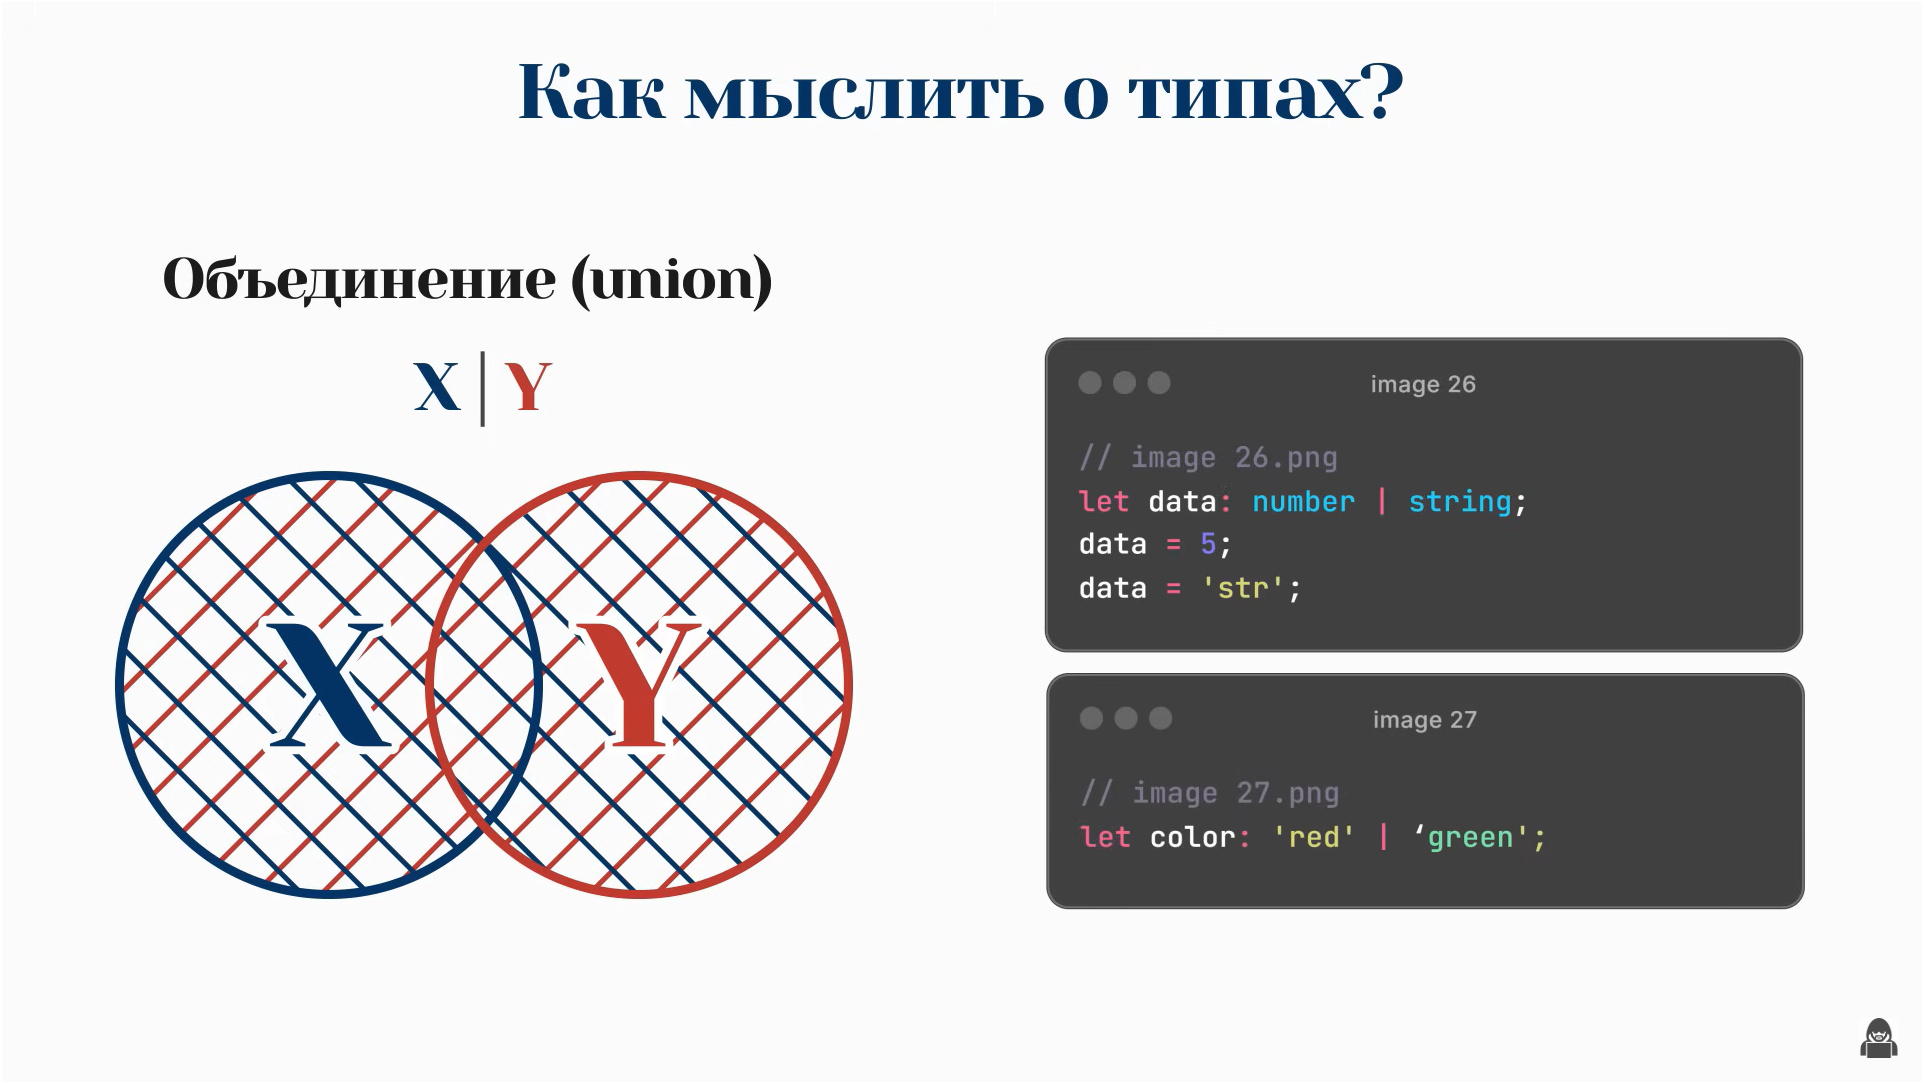 Как мыслить о типах?
Объединение (union)
X | Y
X
Y
image 26
// image 26.png
let data: number | string;
data = 5;
data = 'str';
image 27
// image 27.png
let color: 'red' | ‘green';